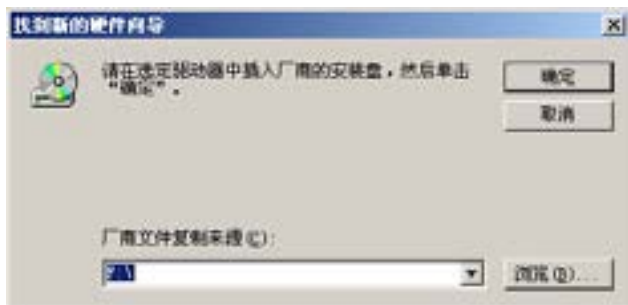 找到新的硬件向导
请在选定驱动器中插入厂商的安装盘，然后单击
“确定”。
确定
取消
厂商文件复制来源(C):
浏览(B)...